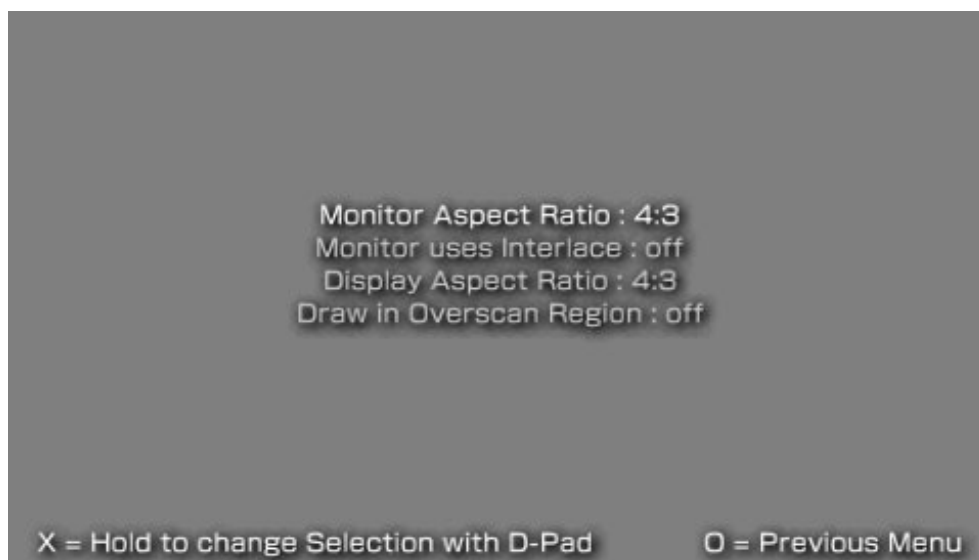 Monitor Aspect Ratio : 4:3
Monitor uses Interlace : off
Display Aspect Ratio : 4:3
Draw in Overscan Region : off
X = Hold to change Selection with D-Pad O = Previous Menu